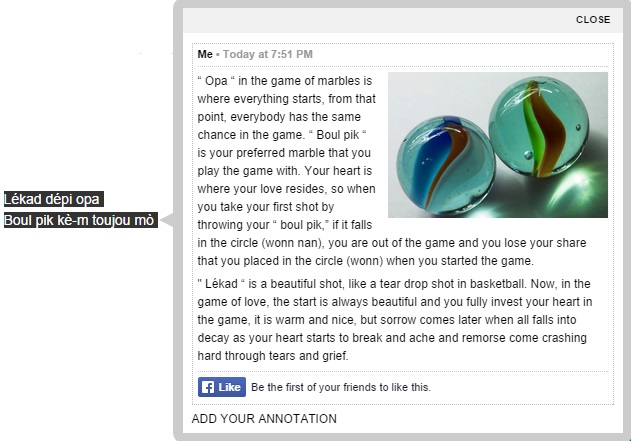 CLOSE
Me • Today at 7:51 PM
“ Opa “ in the game of marbles is
where everything starts, from that
point, everybody has the same
chance in the game. “ Boul pik “
is your preferred marble that you
play the game with. Your heart is
where your love resides, so when
you take your first shot by
throwing your “ boul pik,” if it falls
in the circle (wonn nan), you are out of the game and you lose your share
that you placed in the circle (wonn) when you started the game.
" Lékad “ is a beautiful shot, like a tear drop shot in basketball. Now, in the
game of love, the start is always beautiful and you fully invest your heart in
the game, it is warm and nice, but sorrow comes later when all falls into
decay as your heart starts to break and ache and remorse come crashing
hard through tears and grief.
Like Be the first of your friends to like this.
ADD YOUR ANNOTATION
Lékad dépi opa
Boul pik kè-m toujou mò